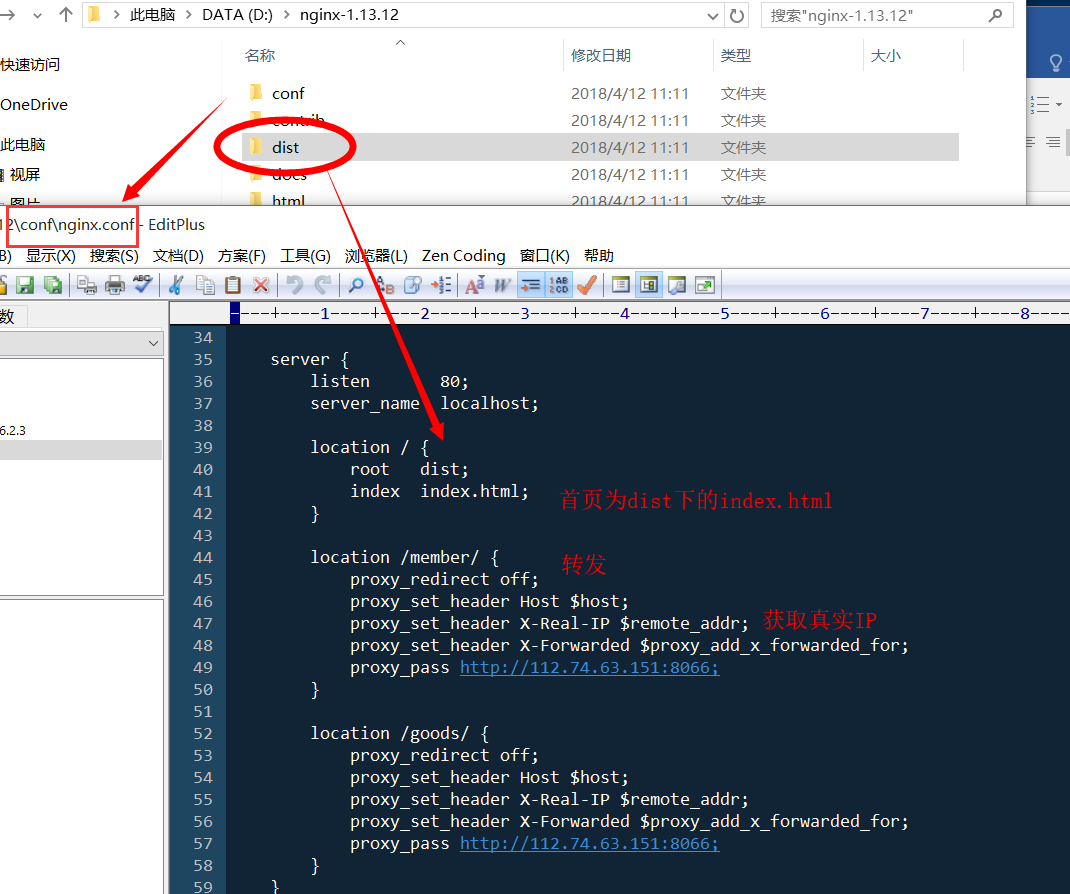 此电脑 > DATA (D:) > nginx-1.13.12
搜索"nginx-1.13.12"
名称 修改日期 类型 大小
快速访问
OneDrive
此电脑
视屏
图片
conf 2018/4/12 11:11 文件夹
contrib 2018/4/12 11:11 文件夹
dist 2018/4/12 11:11 文件夹
docs 2018/4/12 11:11 文件夹
html 2018/4/12 11:11 文件夹
12\conf\nginx.conf - EditPlus
B) 显示(X) 搜索(S) 文档(D) 方案(F) 工具(G) 浏览器(L) Zen Coding 窗口(K) 帮助
数
6.2.3
----+----1----+----2----+----3----+----4----+----5----+----6----+----7----+----8----
34
35 server {
36 listen 80;
37 server_name localhost;
38
39 location / {
40 root dist;
41 index index.html;
首页为dist下的index.html
42 }
43
44 location /member/ {
转发
45 proxy_redirect off;
46 proxy_set_header Host $host;
47 proxy_set_header X-Real-IP $remote_addr; 获取真实IP
48 proxy_set_header X-Forwarded $proxy_add_x_forwarded_for;
49 proxy_pass http://112.74.63.151:8066;
50 }
51
52 location /goods/ {
53 proxy_redirect off;
54 proxy_set_header Host $host;
55 proxy_set_header X-Real-IP $remote_addr;
56 proxy_set_header X-Forwarded $proxy_add_x_forwarded_for;
57 proxy_pass http://112.74.63.151:8066;
58 }
59 }